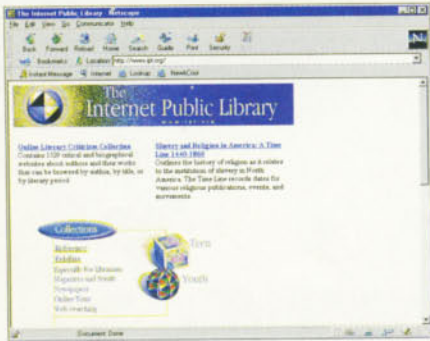 The Internet Public Library - Netscape
File Edit View Go Communicator Help
Back Forward Reload Home Search Guide Print Security
Bookmarks Location http://www.ipl.org/
Instant Message Internet Lookup New&Cool
The
Internet Public Library
www.ipl.org
Online Literary Criticism Collection
Contains 1520 critical and biographical
websites about authors and their works
that can be browsed by author, by title, or
by literary period.
Slavery and Religion in America: A Time
Line 1440-1866
Outlines the history of religion as it relates
to the institution of slavery in North
America. The Time Line records dates for
various religious publications, events, and
movements.
Collections
Reference
Exhibits
Especially for Librarians
Magazines and Serials
Newspapers
Online Texts
Web Searching
Teen
Youth
Document: Done